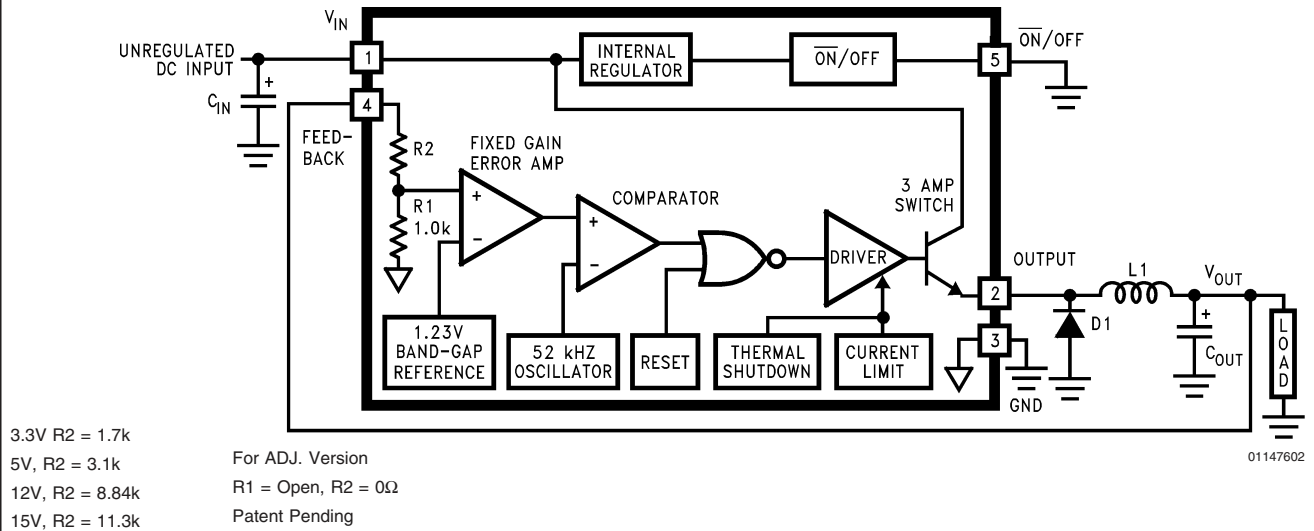 V_IN
UNREGULATED
DC INPUT
+
C_IN
1
4
FEED-
BACK
INTERNAL
REGULATOR
O̅N̅/OFF
5
O̅N̅/OFF
R2
R1
1.0k
FIXED GAIN
ERROR AMP
+
−
COMPARATOR
+
−
3 AMP
SWITCH
DRIVER
OUTPUT
2
3
L1
V_OUT
D1
+
C_OUT
LOAD
GND
1.23V
BAND-GAP
REFERENCE
52 kHZ
OSCILLATOR
RESET
THERMAL
SHUTDOWN
CURRENT
LIMIT
01147602
3.3V R2 = 1.7k
5V, R2 = 3.1k
12V, R2 = 8.84k
15V, R2 = 11.3k
For ADJ. Version
R1 = Open, R2 = 0Ω
Patent Pending